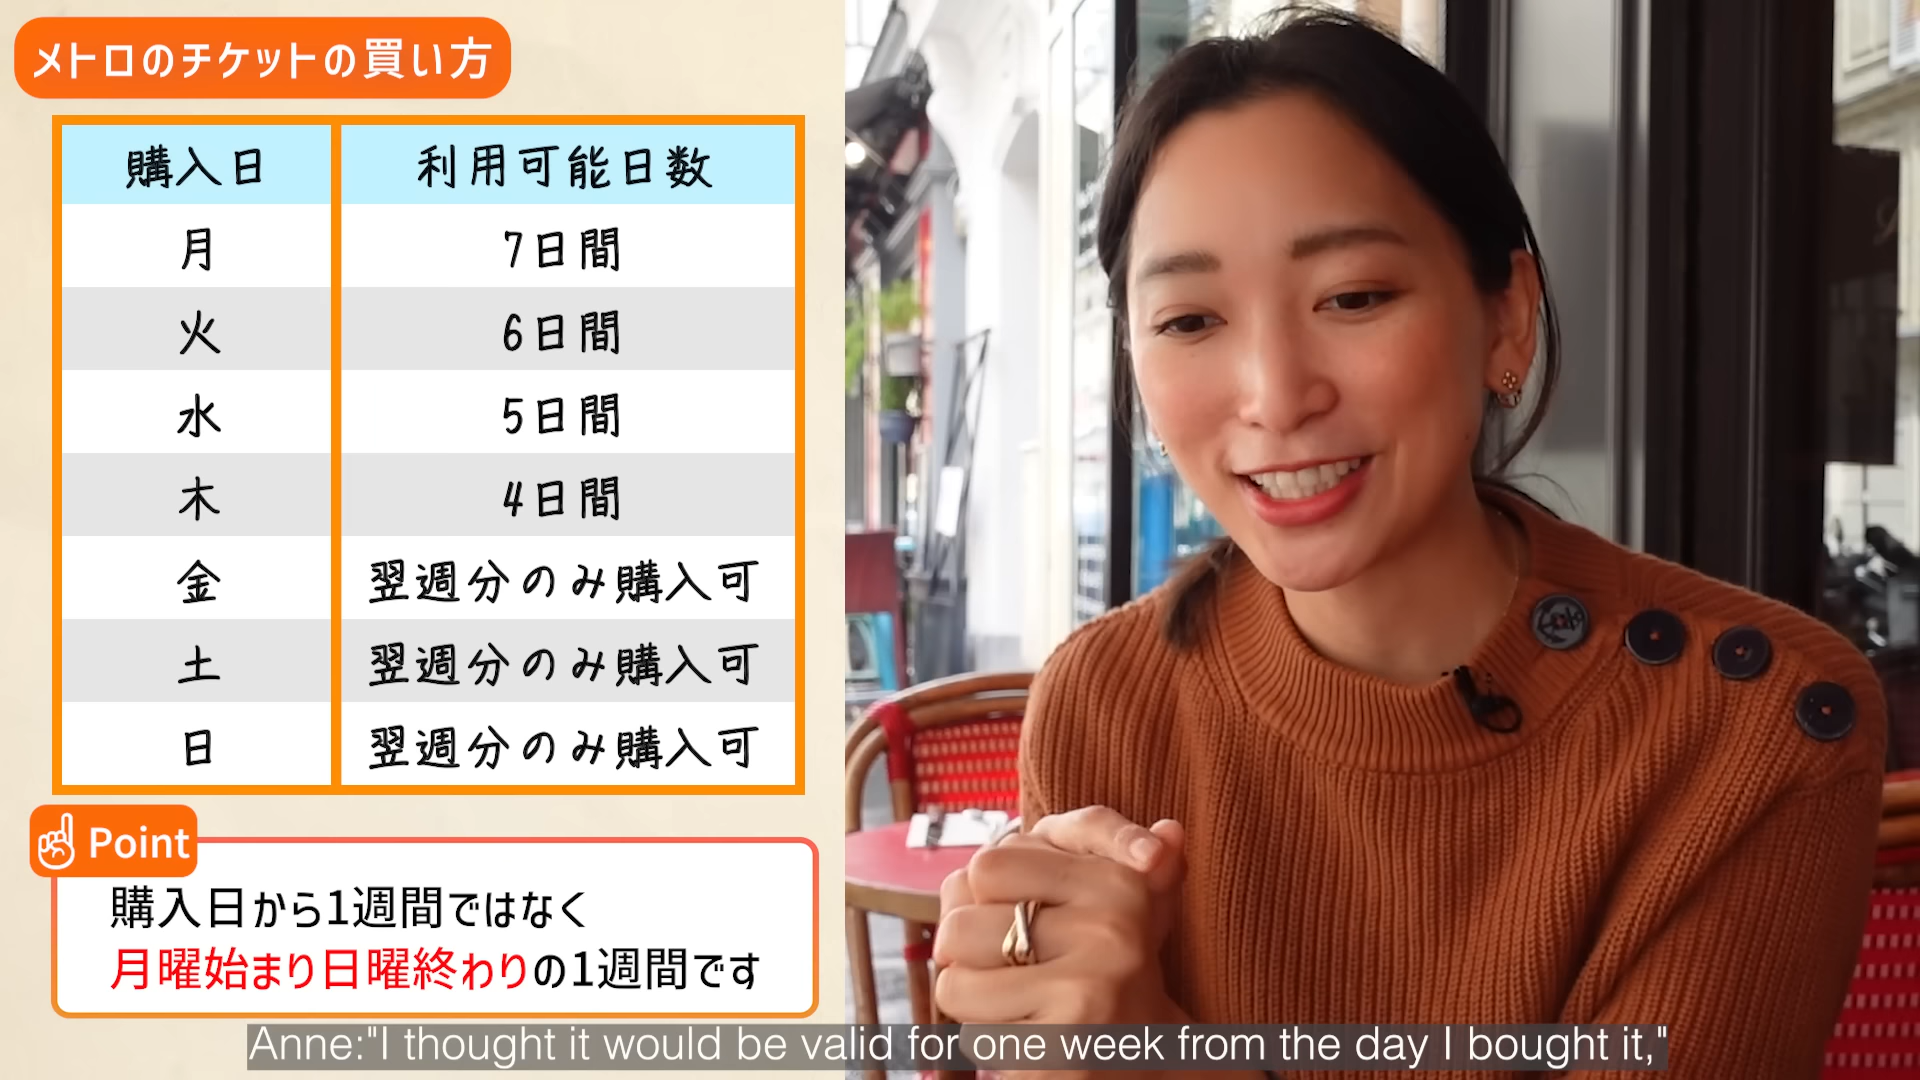 メトロのチケットの買い方
購入日 利用可能日数
月 7日間
火 6日間
水 5日間
木 4日間
金 翌週分のみ購入可
土 翌週分のみ購入可
日 翌週分のみ購入可
Point
購入日から1週間ではなく
月曜始まり日曜終わりの1週間です
Anne:"I thought it would be valid for one week from the day I bought it,"